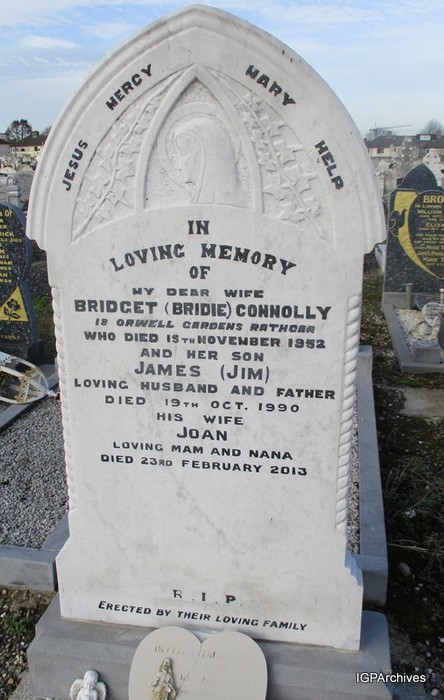 JESUS MERCY MARY HELP
IN
LOVING MEMORY
OF
MY DEAR WIFE
BRIDGET (BRIDIE) CONNOLLY
18 ORWELL GARDENS RATHGAR
WHO DIED 15TH NOVEMBER 1952
AND HER SON
JAMES (JIM)
LOVING HUSBAND AND FATHER
DIED 19TH OCT. 1990
HIS WIFE
JOAN
LOVING MAM AND NANA
DIED 23RD FEBRUARY 2013
R.I.P.
ERECTED BY THEIR LOVING FAMILY
IGPArchives